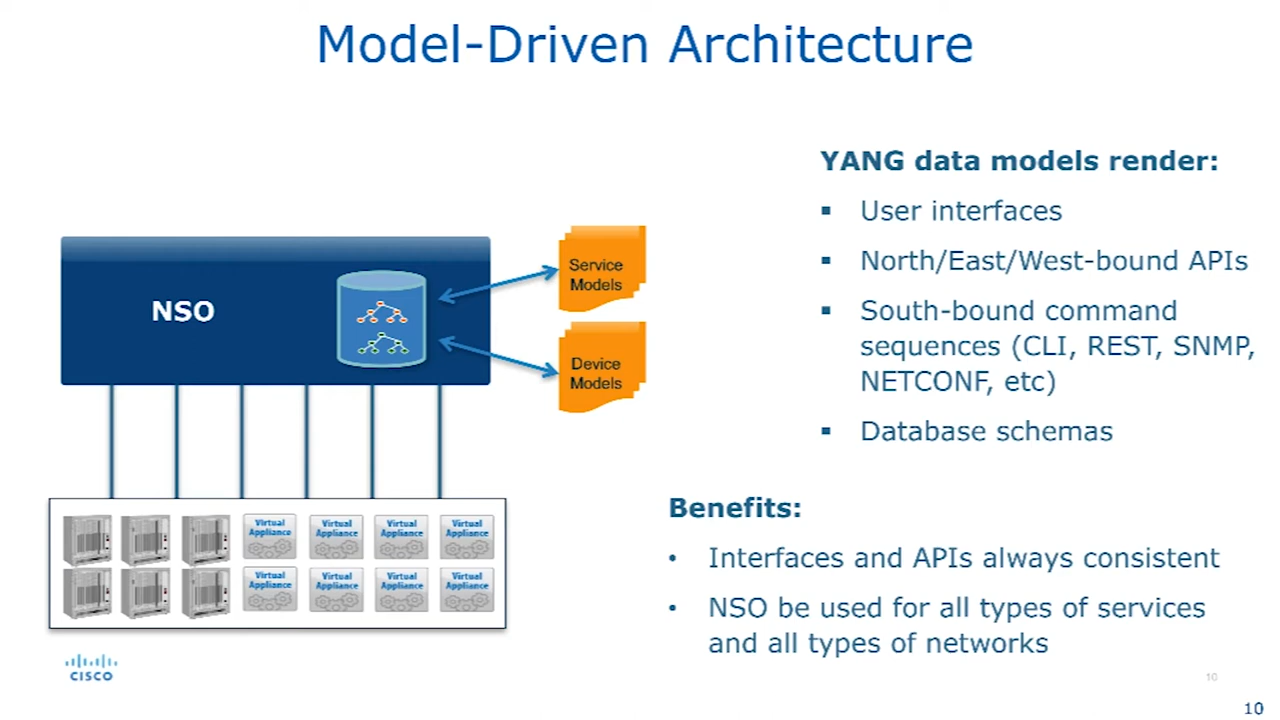 Model-Driven Architecture
YANG data models render:
User interfaces
North/East/West-bound APIs
South-bound command
sequences (CLI, REST, SNMP,
NETCONF, etc)
Database schemas
NSO
Service
Models
Device
Models
Virtual
Appliance
Virtual
Appliance
Virtual
Appliance
Virtual
Appliance
Virtual
Appliance
Virtual
Appliance
Virtual
Appliance
Virtual
Appliance
Benefits:
Interfaces and APIs always consistent
NSO be used for all types of services
and all types of networks
CISCO
10
10